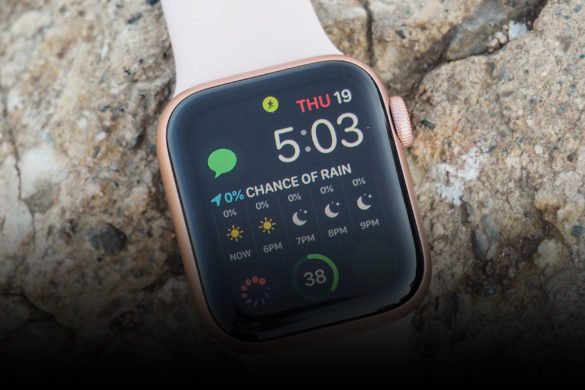 THU 19
5:03
0% CHANCE OF RAIN
0% 0% 0% 0% 0%
NOW 6PM 7PM 8PM 9PM
38